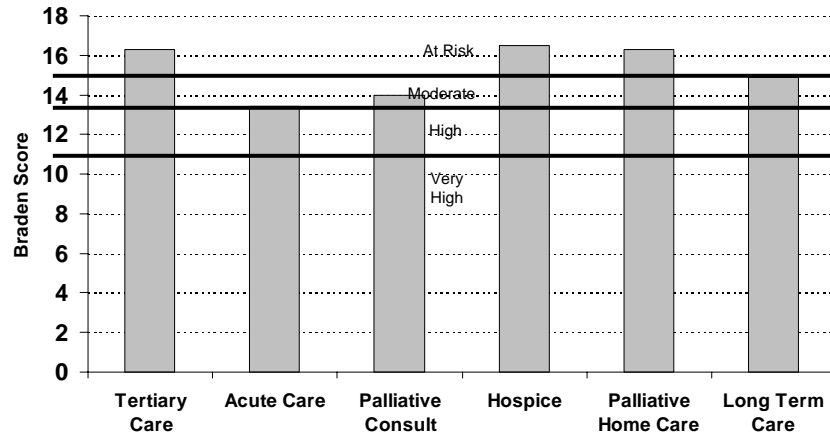 18
16
14
12
10
8
6
4
2
0
Braden Score
At Risk
Moderate
High
Very
High
Tertiary
Care
Acute Care
Palliative
Consult
Hospice
Palliative
Home Care
Long Term
Care